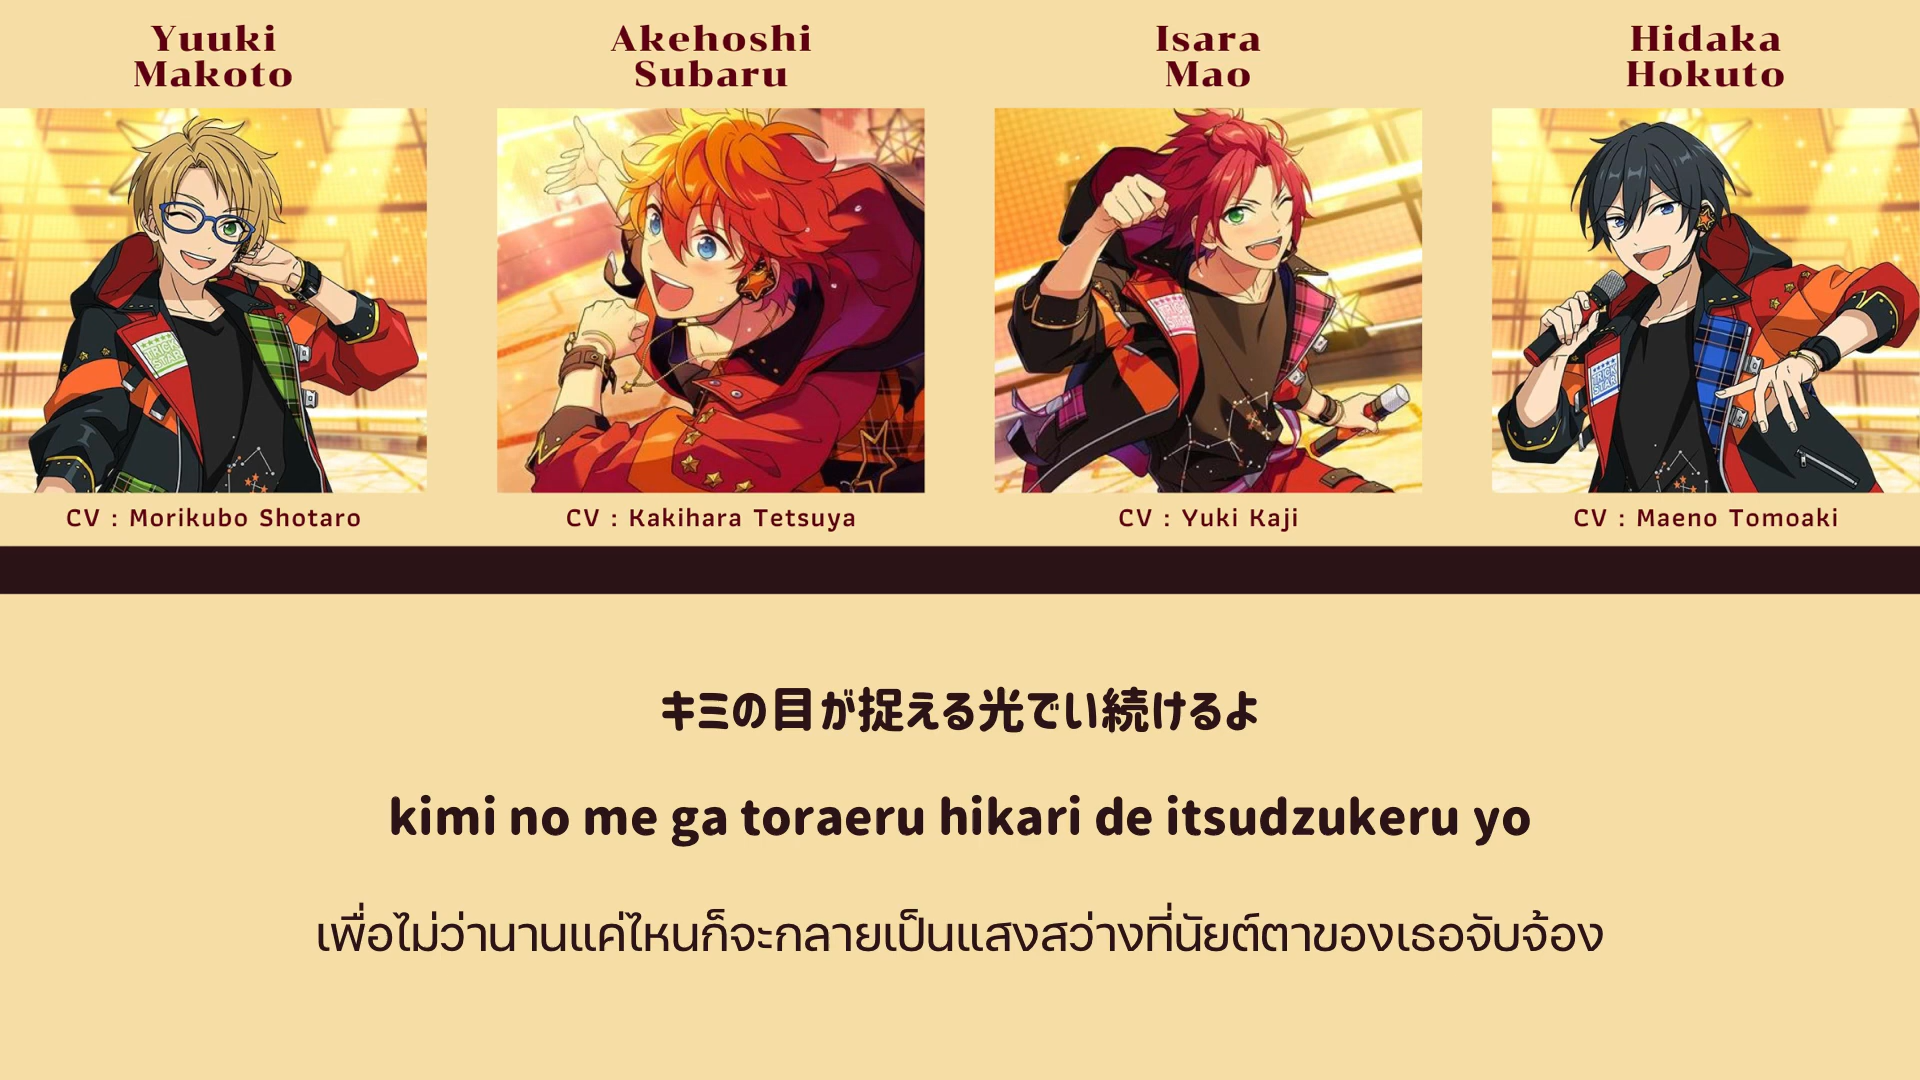 Yuuki
Makoto
Akehoshi
Subaru
Isara
Mao
Hidaka
Hokuto
TRICK
STAR
TRICK
STAR
CV : Morikubo Shotaro
CV : Kakihara Tetsuya
CV : Yuki Kaji
CV : Maeno Tomoaki
キミの目が捉える光でい続けるよ
kimi no me ga toraeru hikari de itsudzukeru yo
เพื่อไม่ว่านานแค่ไหนก็จะกลายเป็นแสงสว่างที่นัยต์ตาของเธอจับจ้อง